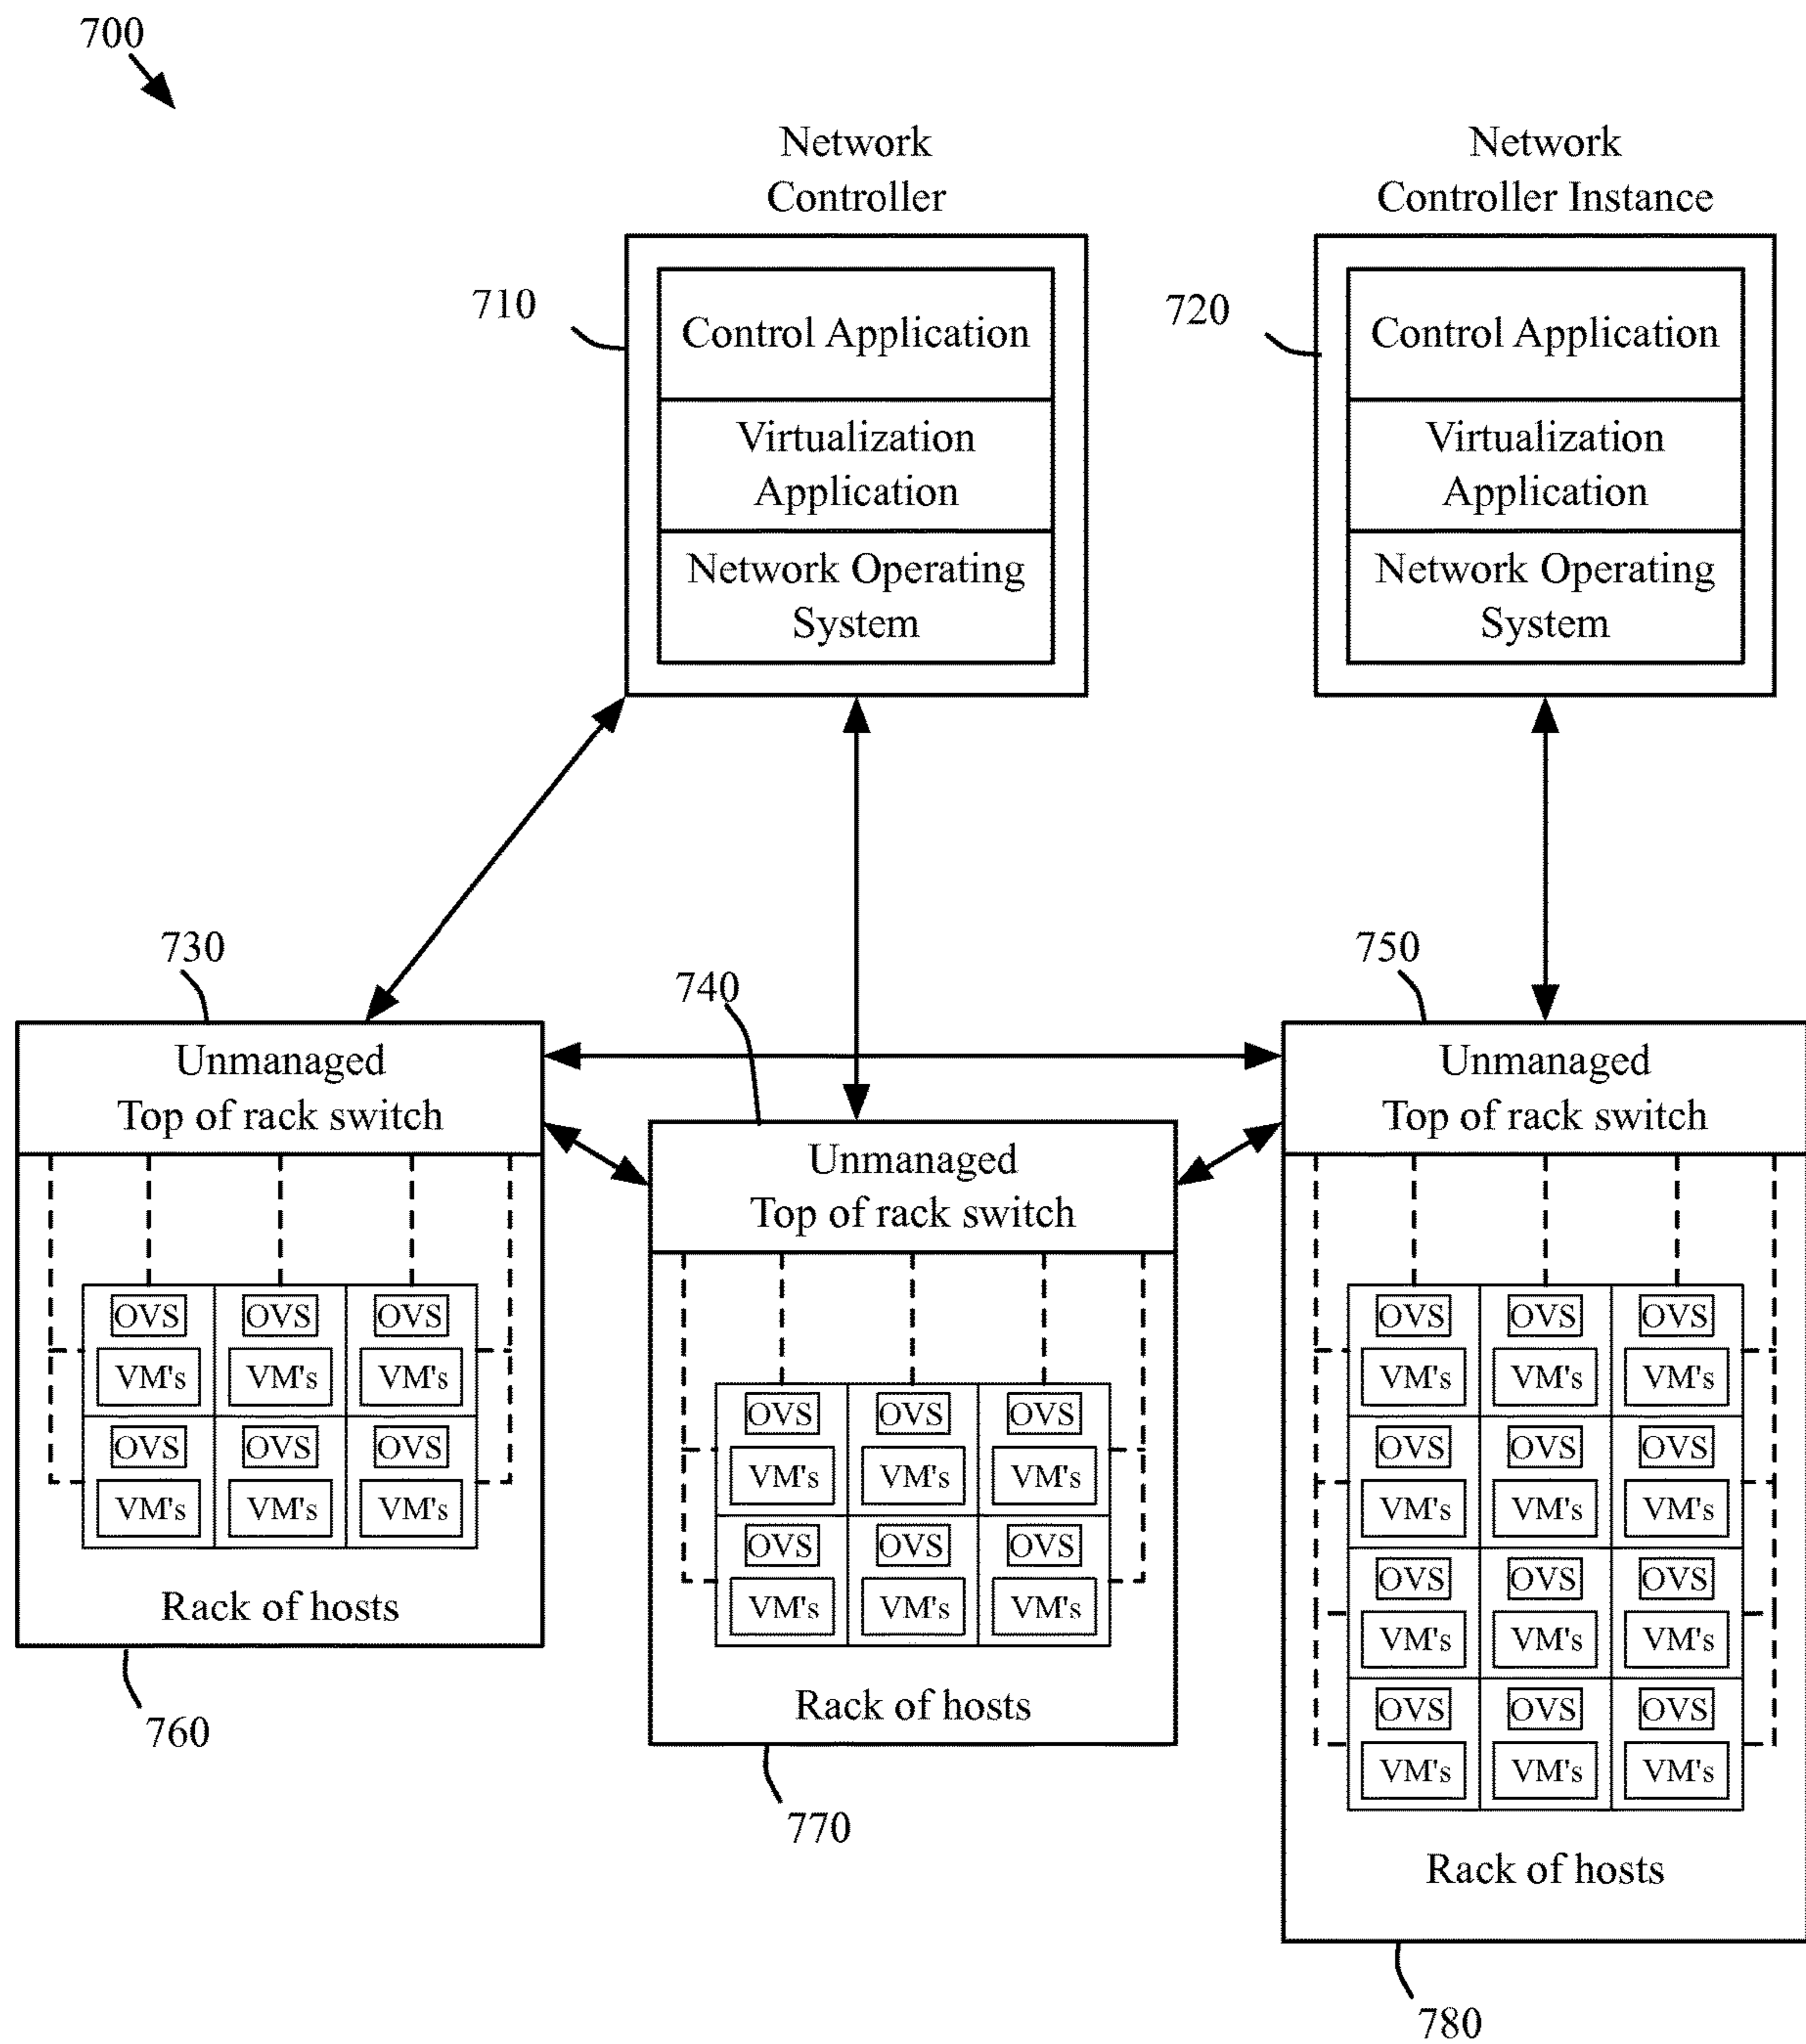 700
Network
Controller
Network
Controller Instance
710
Control Application
Virtualization
Application
Network Operating
System
720
Control Application
Virtualization
Application
Network Operating
System
730
Unmanaged
Top of rack switch
OVS OVS OVS
VM's VM's VM's
OVS OVS OVS
VM's VM's VM's
Rack of hosts
760
740
Unmanaged
Top of rack switch
OVS OVS OVS
VM's VM's VM's
OVS OVS OVS
VM's VM's VM's
Rack of hosts
770
750
Unmanaged
Top of rack switch
OVS OVS OVS
VM's VM's VM's
OVS OVS OVS
VM's VM's VM's
OVS OVS OVS
VM's VM's VM's
OVS OVS OVS
VM's VM's VM's
Rack of hosts
780